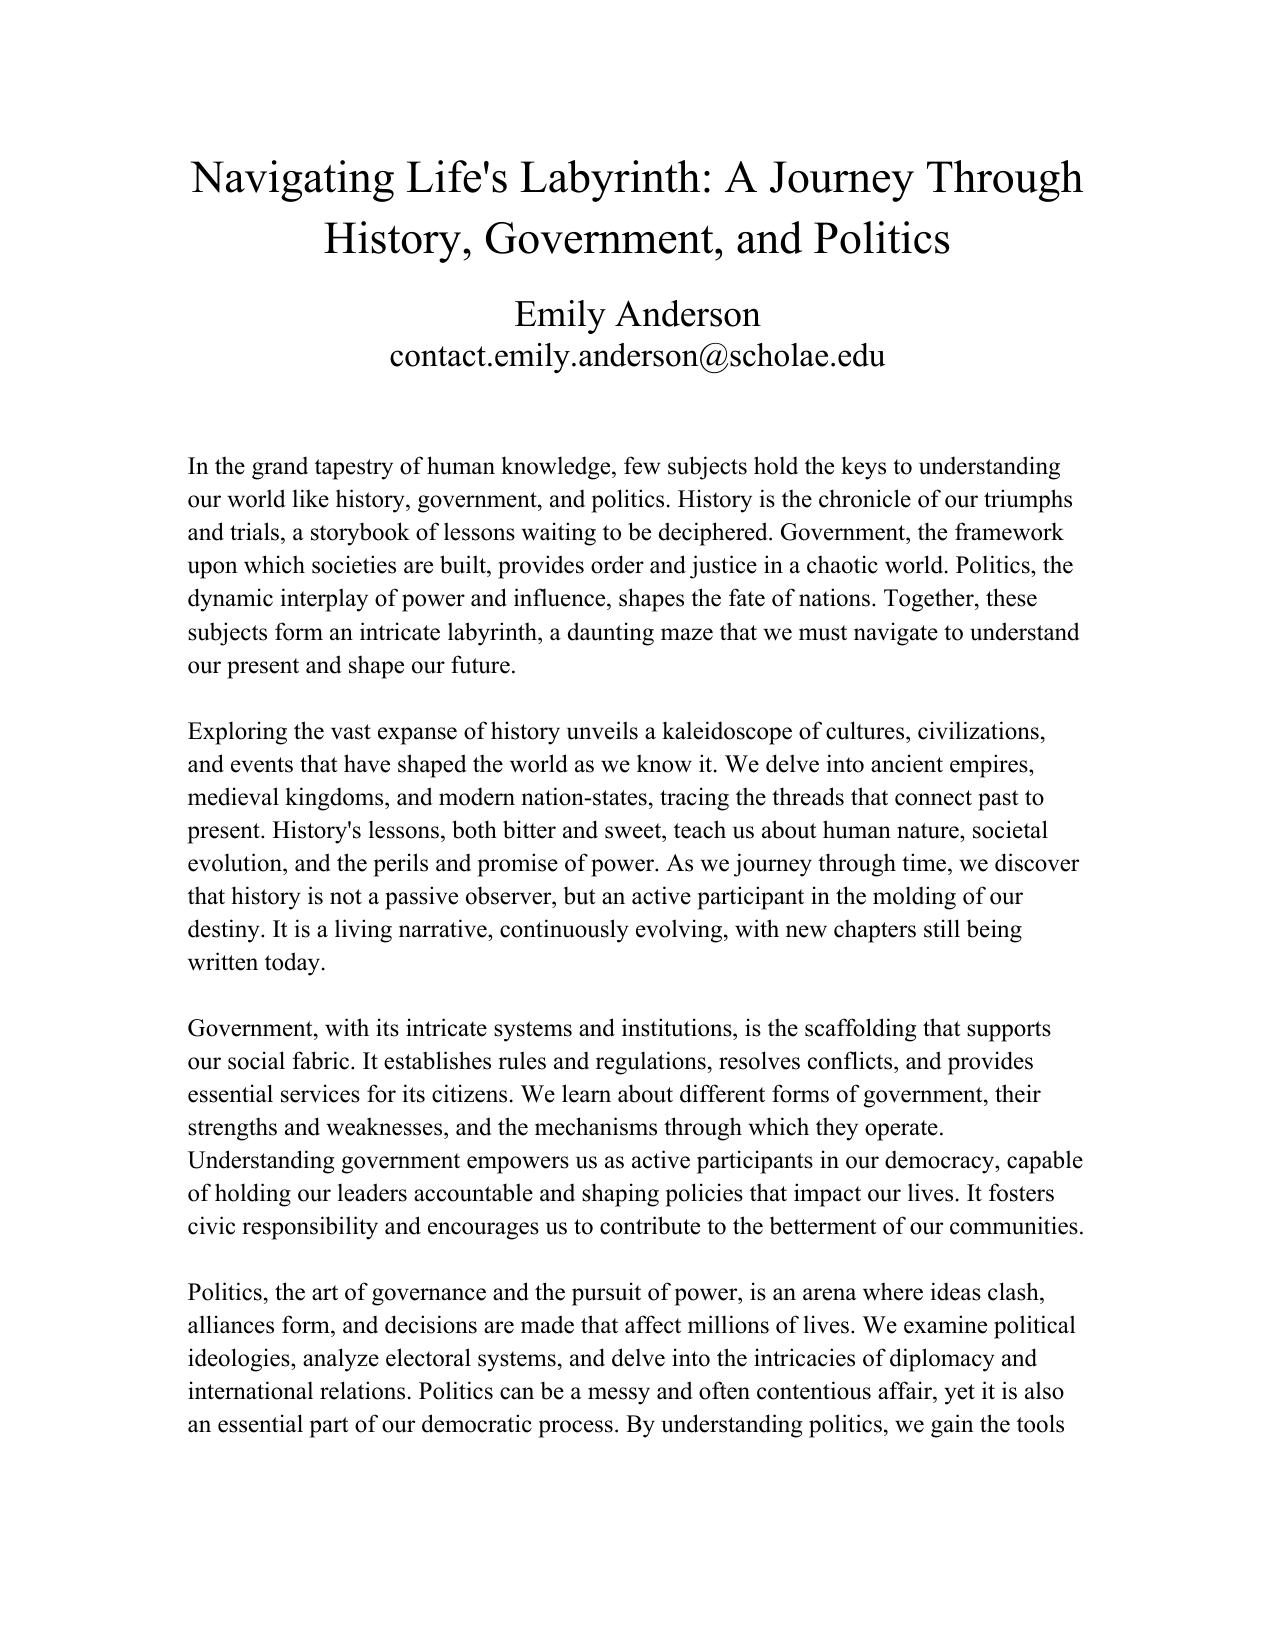 Navigating Life's Labyrinth: A Journey Through
History, Government, and Politics
Emily Anderson
contact.emily.anderson@scholae.edu
In the grand tapestry of human knowledge, few subjects hold the keys to understanding
our world like history, government, and politics. History is the chronicle of our triumphs
and trials, a storybook of lessons waiting to be deciphered. Government, the framework
upon which societies are built, provides order and justice in a chaotic world. Politics, the
dynamic interplay of power and influence, shapes the fate of nations. Together, these
subjects form an intricate labyrinth, a daunting maze that we must navigate to understand
our present and shape our future.
Exploring the vast expanse of history unveils a kaleidoscope of cultures, civilizations,
and events that have shaped the world as we know it. We delve into ancient empires,
medieval kingdoms, and modern nation-states, tracing the threads that connect past to
present. History's lessons, both bitter and sweet, teach us about human nature, societal
evolution, and the perils and promise of power. As we journey through time, we discover
that history is not a passive observer, but an active participant in the molding of our
destiny. It is a living narrative, continuously evolving, with new chapters still being
written today.
Government, with its intricate systems and institutions, is the scaffolding that supports
our social fabric. It establishes rules and regulations, resolves conflicts, and provides
essential services for its citizens. We learn about different forms of government, their
strengths and weaknesses, and the mechanisms through which they operate.
Understanding government empowers us as active participants in our democracy, capable
of holding our leaders accountable and shaping policies that impact our lives. It fosters
civic responsibility and encourages us to contribute to the betterment of our communities.
Politics, the art of governance and the pursuit of power, is an arena where ideas clash,
alliances form, and decisions are made that affect millions of lives. We examine political
ideologies, analyze electoral systems, and delve into the intricacies of diplomacy and
international relations. Politics can be a messy and often contentious affair, yet it is also
an essential part of our democratic process. By understanding politics, we gain the tools